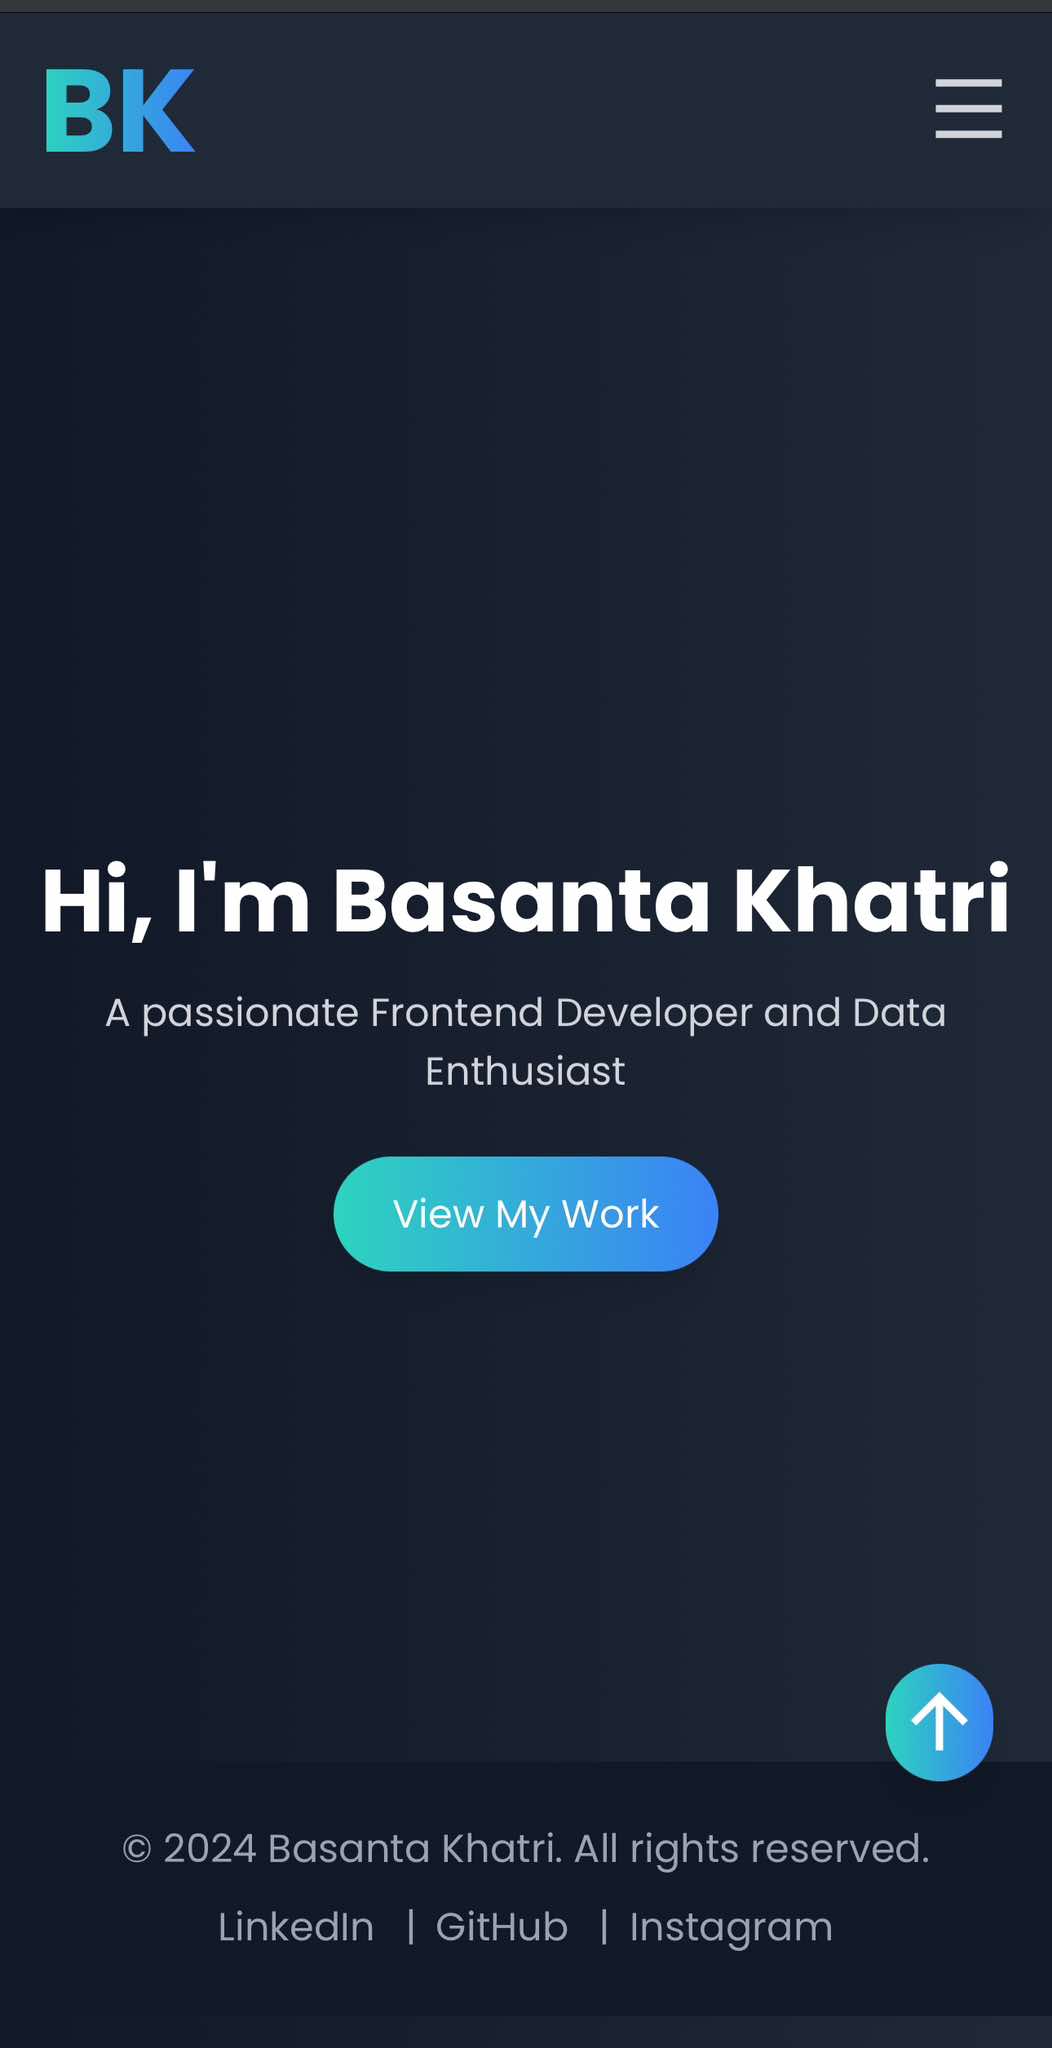 BK
Hi, I'm Basanta Khatri
A passionate Frontend Developer and Data
Enthusiast
View My Work
© 2024 Basanta Khatri. All rights reserved.
LinkedIn | GitHub | Instagram